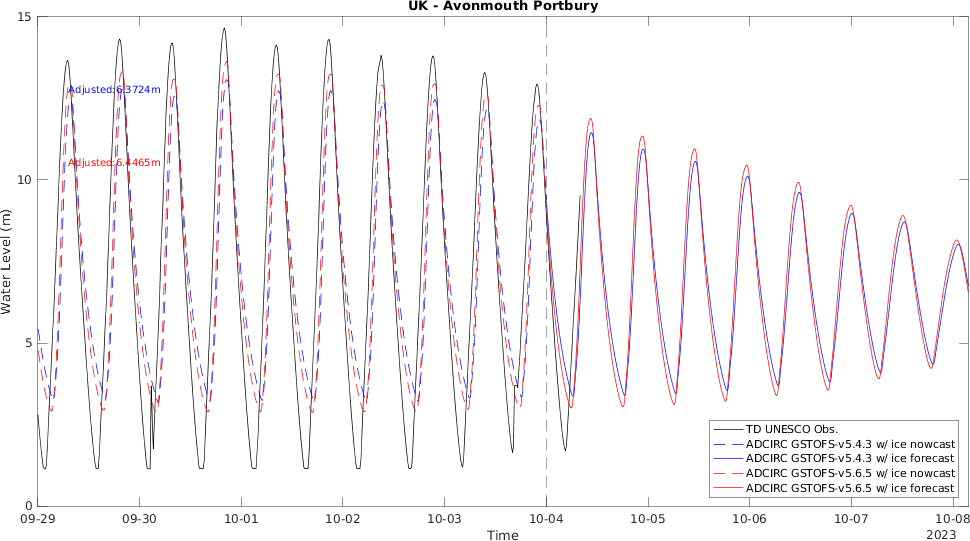 UK - Avonmouth Portbury
15
Adjusted:6.3724m
Adjusted:6.4465m
10
Water Level (m)
5
0
TD UNESCO Obs.
ADCIRC GSTOFS-v5.4.3 w/ ice nowcast
ADCIRC GSTOFS-v5.4.3 w/ ice forecast
ADCIRC GSTOFS-v5.6.5 w/ ice nowcast
ADCIRC GSTOFS-v5.6.5 w/ ice forecast
09-29 09-30 10-01 10-02 10-03 10-04 10-05 10-06 10-07 10-08
2023
Time